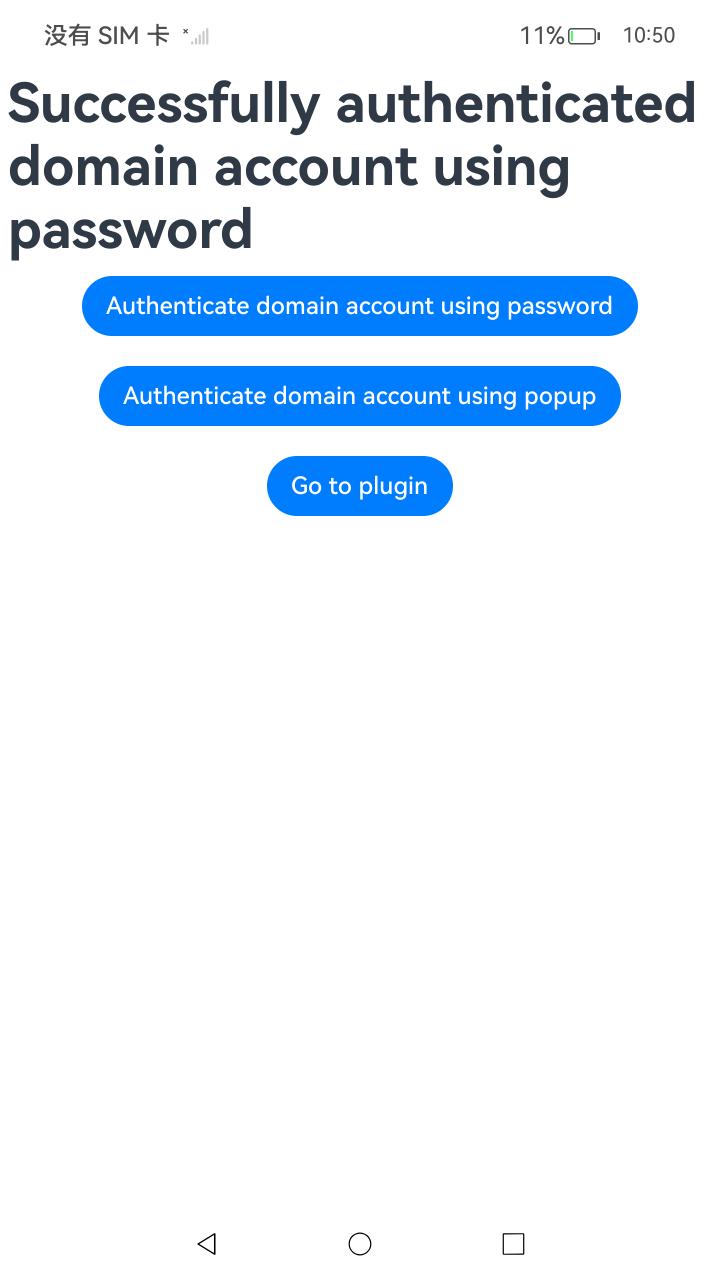 没有 SIM 卡 11% 10:50
Successfully authenticated
domain account using
password
Authenticate domain account using password
Authenticate domain account using popup
Go to plugin